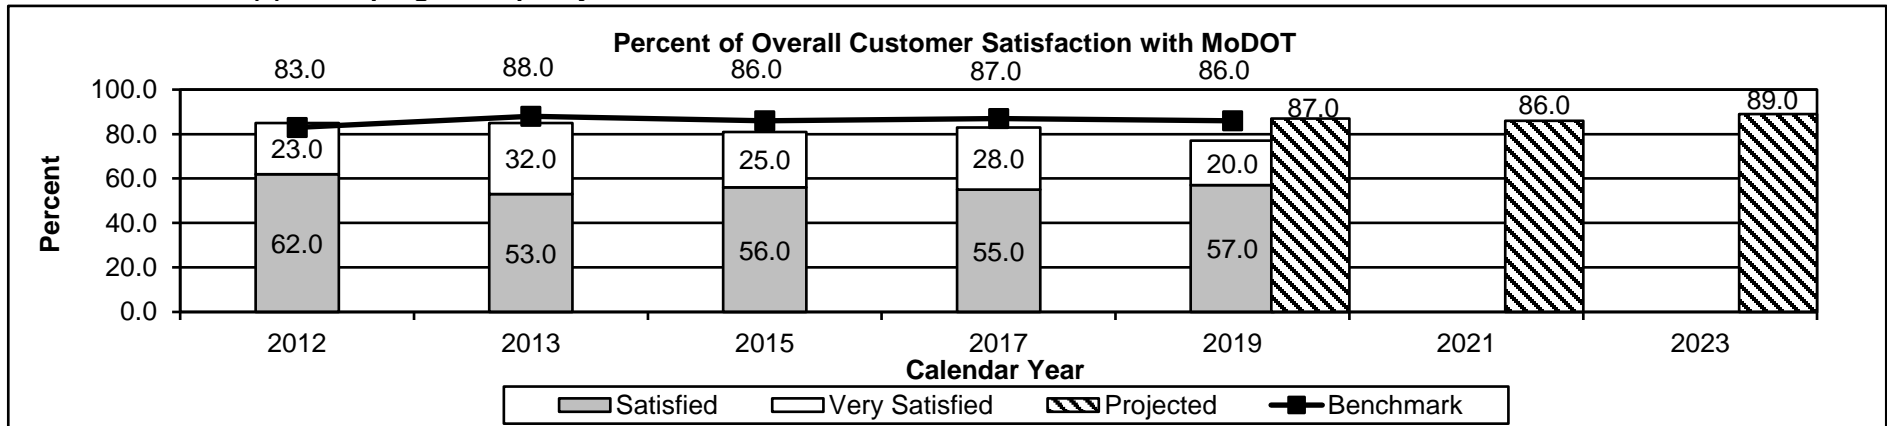 Percent of Overall Customer Satisfaction with MoDOT
83.0 88.0 86.0 87.0 86.0
100.0
80.0
60.0
40.0
20.0
0.0
Percent
23.0 32.0 25.0 28.0 20.0
62.0 53.0 56.0 55.0 57.0
87.0 86.0 89.0
2012 2013 2015 2017 2019 2021 2023
Calendar Year
Satisfied Very Satisfied Projected Benchmark